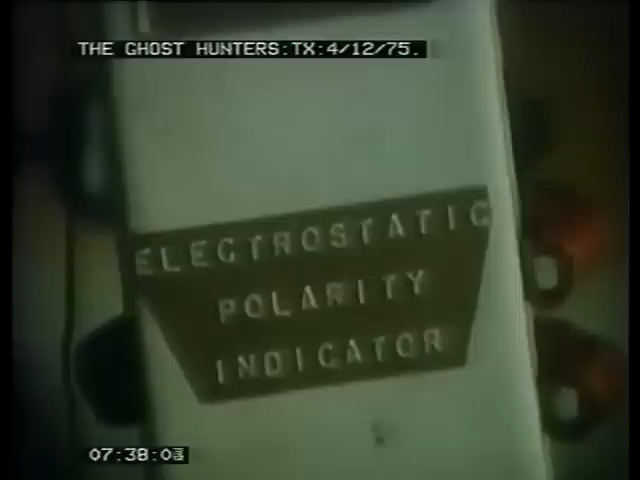 THE GHOST HUNTERS:TX:4/12/75.
ELECTROSTATIC
POLARITY
INDICATOR
07:38:03